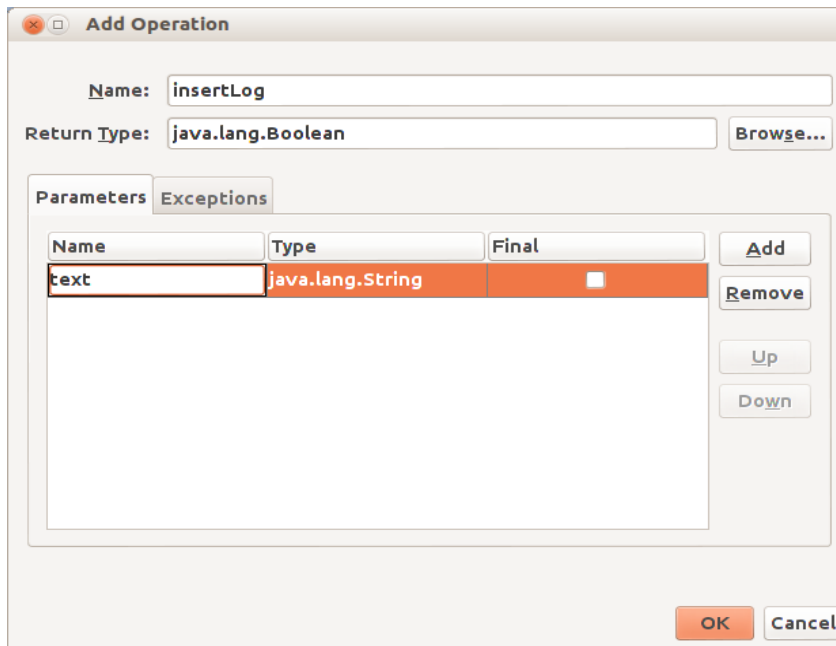 Add Operation
Name: insertLog
Return Type: java.lang.Boolean Browse...
Parameters Exceptions
Name Type Final Add
text java.lang.String
Remove
Up
Down
OK Cancel